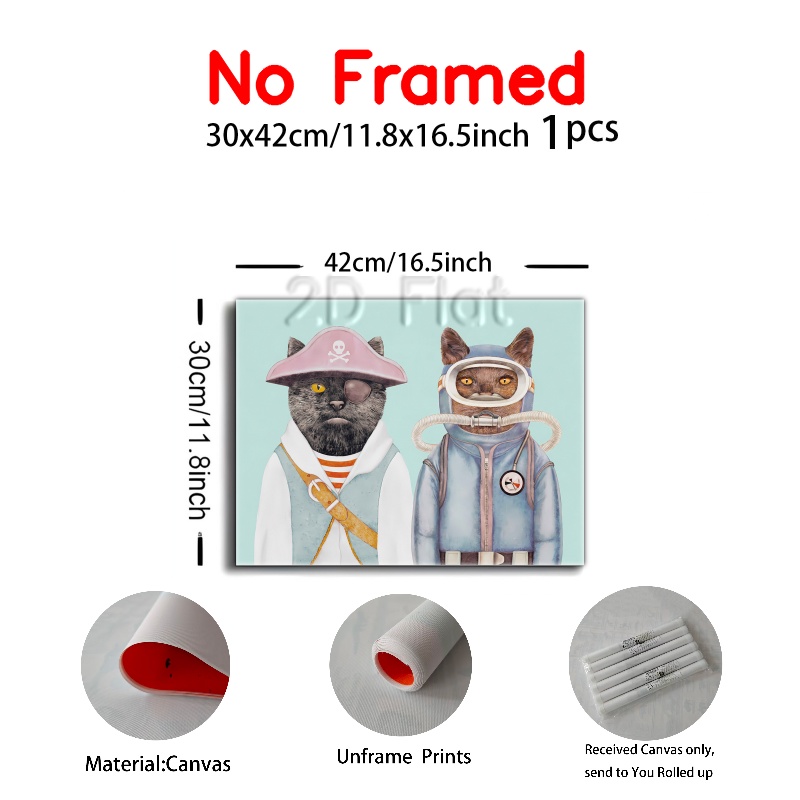 No Framed
30x42cm/11.8x16.5inch 1pcs
42cm/16.5inch
2.D Flat.
30cm/11.8inch
Material:Canvas
Unframe Prints
Received Canvas only,
send to You Rolled up